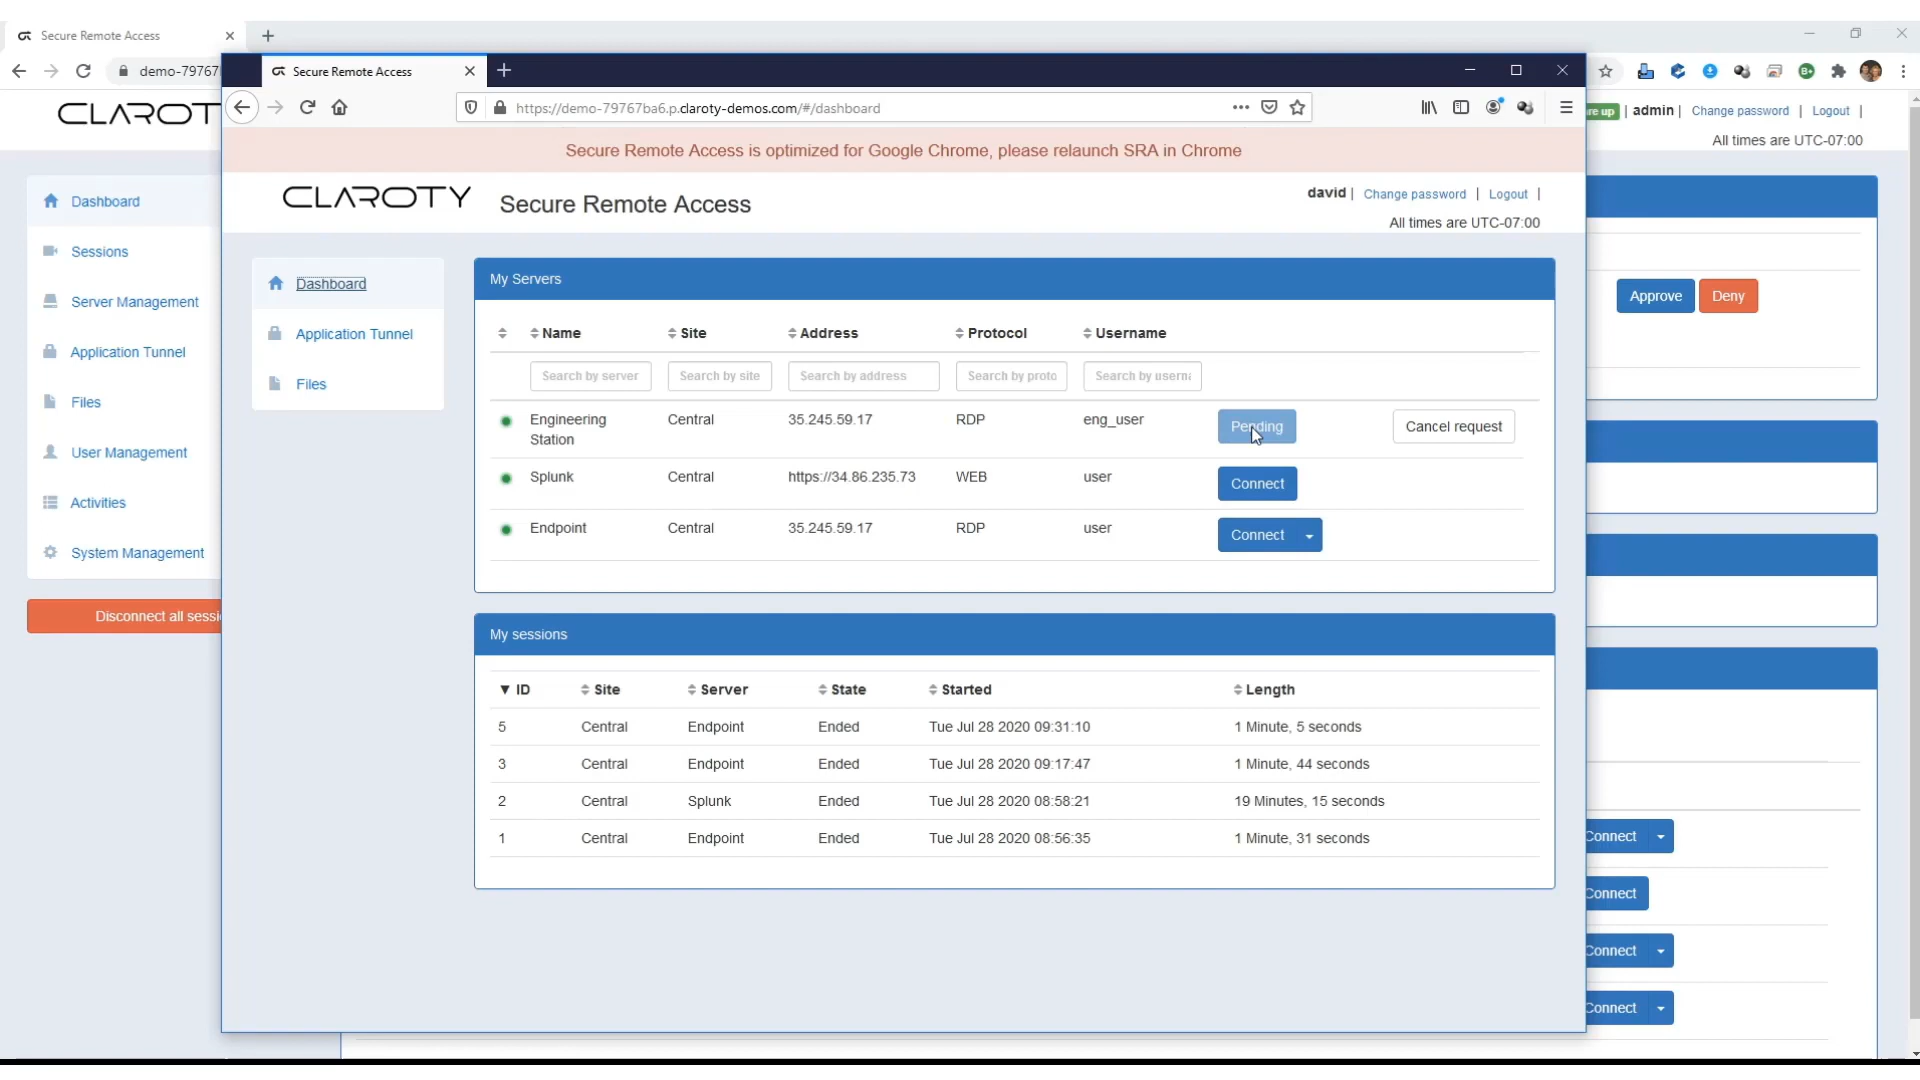 Secure Remote Access
demo-79767
Secure Remote Access
https://demo-79767ba6.p.claroty-demos.com/#/dashboard
CLAROT
re up | admin | Change password | Logout |
All times are UTC-07:00
Secure Remote Access is optimized for Google Chrome, please relaunch SRA in Chrome
CLAROTY Secure Remote Access
david | Change password | Logout |
All times are UTC-07:00
Dashboard
Sessions
Server Management
Application Tunnel
Files
User Management
Activities
System Management
Disconnect all sessi
Dashboard
Application Tunnel
Files
My Servers
Name Site Address Protocol Username
Search by server Search by site Search by address Search by proto Search by userna
Engineering Station Central 35.245.59.17 RDP eng_user Pending Cancel request
Splunk Central https://34.86.235.73 WEB user Connect
Endpoint Central 35.245.59.17 RDP user Connect
My sessions
ID Site Server State Started Length
5 Central Endpoint Ended Tue Jul 28 2020 09:31:10 1 Minute, 5 seconds
3 Central Endpoint Ended Tue Jul 28 2020 09:17:47 1 Minute, 44 seconds
2 Central Splunk Ended Tue Jul 28 2020 08:58:21 19 Minutes, 15 seconds
1 Central Endpoint Ended Tue Jul 28 2020 08:56:35 1 Minute, 31 seconds
Approve Deny
Connect
Connect
Connect
Connect